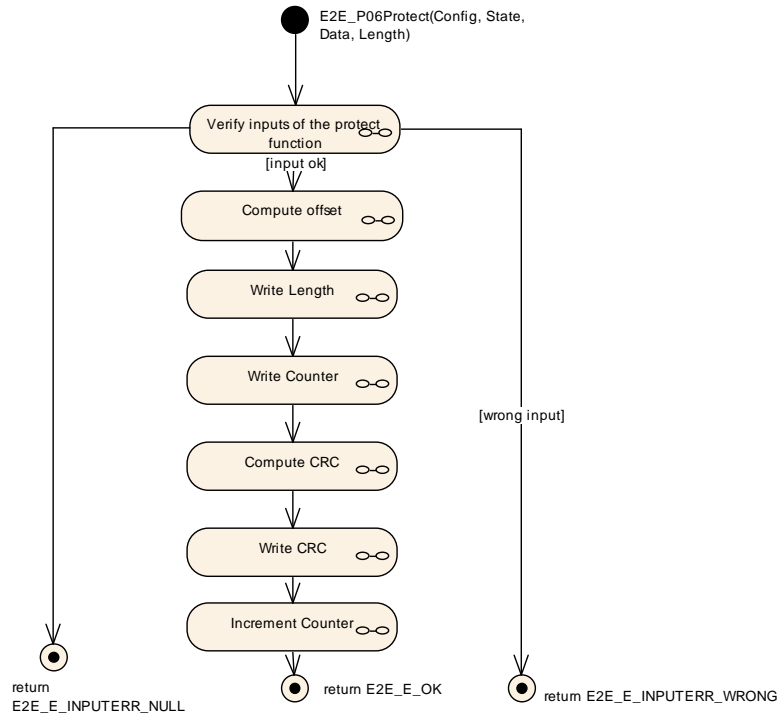 E2E_P06Protect(Config, State,
Data, Length)
Verify inputs of the protect
function
[input ok]
Compute offset
Write Length
Write Counter
[wrong input]
Compute CRC
Write CRC
Increment Counter
return
E2E_E_INPUTERR_NULL
return E2E_E_OK
return E2E_E_INPUTERR_WRONG